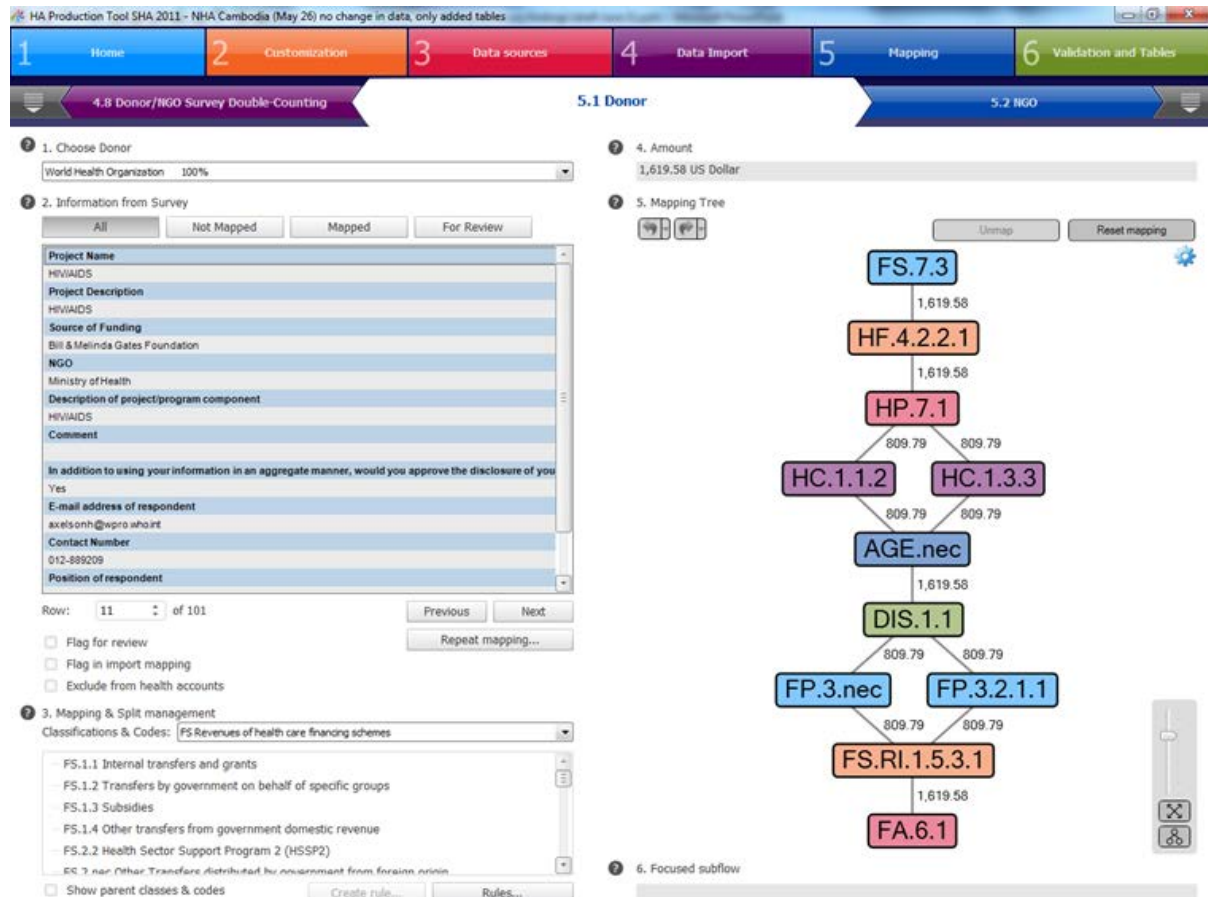 HA Production Tool SHA 2011 - NHA Cambodia (May 26) no change in data, only added tables
1 Home
2 Customization
3 Data sources
4 Data Import
5 Mapping
6 Validation and Tables
4.8 Donor/NGO Survey Double-Counting
5.1 Donor
5.2 NGO
1. Choose Donor
World Health Organization 100%
2. Information from Survey
All Not Mapped Mapped For Review
Project Name
HIV/AIDS
Project Description
HIV/AIDS
Source of Funding
Bill & Melinda Gates Foundation
NGO
Ministry of Health
Description of project/program component
HIV/AIDS
Comment
In addition to using your information in an aggregate manner, would you approve the disclosure of you
Yes
E-mail address of respondent
axelsonh@wpro.who.int
Contact Number
012-889209
Position of respondent
Row: 11 of 101
Previous Next
Flag for review
Repeat mapping...
Flag in import mapping
Exclude from health accounts
3. Mapping & Split management
Classifications & Codes: FS Revenues of health care financing schemes
FS.1.1 Internal transfers and grants
FS.1.2 Transfers by government on behalf of specific groups
FS.1.3 Subsidies
FS.1.4 Other transfers from government domestic revenue
FS.2.2 Health Sector Support Program 2 (HSSP2)
FS.2.nec Other Transfers distributed by government from foreign origin
Show parent classes & codes
Create rule... Rules...
4. Amount
1,619.58 US Dollar
5. Mapping Tree
Unmap Reset mapping
FS.7.3
1,619.58
HF.4.2.2.1
1,619.58
HP.7.1
809.79 809.79
HC.1.1.2 HC.1.3.3
809.79 809.79
AGE.nec
1,619.58
DIS.1.1
809.79 809.79
FP.3.nec FP.3.2.1.1
809.79 809.79
FS.RI.1.5.3.1
1,619.58
FA.6.1
6. Focused subflow